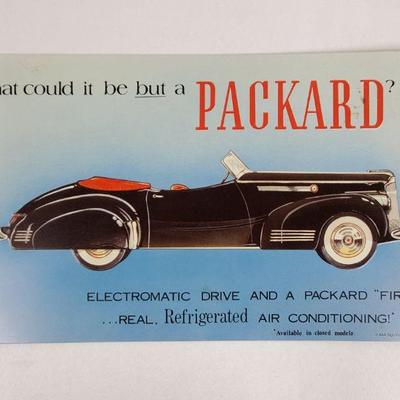 hat could it be but a PACKARD?
ELECTROMATIC DRIVE AND A PACKARD "FIR
...REAL, Refrigerated AIR CONDITIONING!"
*Available in closed models